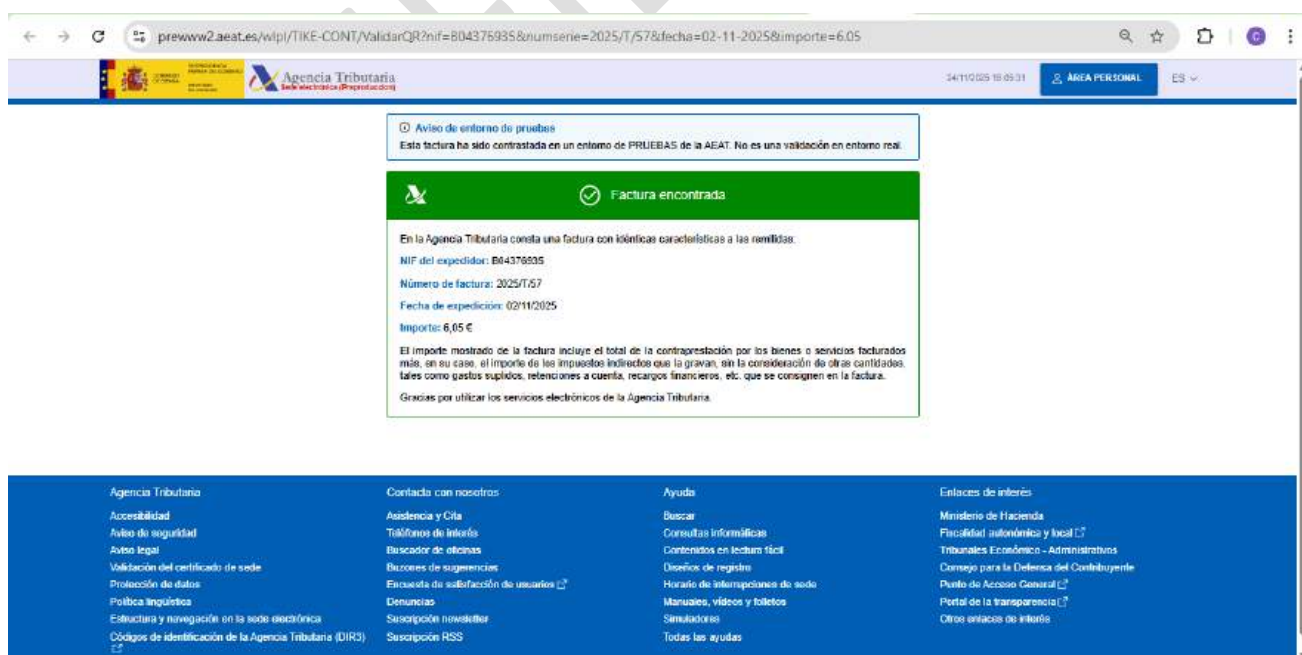 prewww2.aeat.es/wlpl/TIKE-CONT/ValidarQR?nif=B04376935&numserie=2025/T/57&fecha=02-11-2025&importe=6.05
Agencia Tributaria
Sede electrónica (Preproduccion)
ÁREA PERSONAL
ES
Aviso de entorno de pruebas
Esta factura ha sido contrastada en un entorno de PRUEBAS de la AEAT. No es una validación en entorno real.
Factura encontrada
En la Agencia Tributaria consta una factura con idénticas características a las remitidas:
NIF del expedidor: B04376935
Número de factura: 2025/T/57
Fecha de expedición: 02/11/2025
Importe: 6,05 €
El importe mostrado de la factura incluye el total de la contraprestación por los bienes o servicios facturados
más, en su caso, el importe de los impuestos indirectos que la gravan, sin la consideración de otras cantidades,
tales como gastos suplidos, retenciones a cuenta, recargos financieros, etc. que se consignen en la factura.
Gracias por utilizar los servicios electrónicos de la Agencia Tributaria.
Agencia Tributaria
Accesibilidad
Aviso de seguridad
Aviso legal
Validación del certificado de sede
Protección de datos
Política lingüística
Estructura y navegación en la sede electrónica
Códigos de identificación de la Agencia Tributaria (DIR3)
Contacta con nosotros
Asistencia y Cita
Teléfonos de interés
Buscador de oficinas
Buzones de sugerencias
Encuesta de satisfacción de usuarios
Denuncias
Suscripción newsletter
Suscripción RSS
Ayuda
Buscar
Consultas informáticas
Contenidos en lectura fácil
Diseños de registro
Horario de interrupciones de sede
Manuales, vídeos y folletos
Simuladores
Todas las ayudas
Enlaces de interés
Ministerio de Hacienda
Fiscalidad autonómica y local
Tribunales Económico - Administrativos
Consejo para la Defensa del Contribuyente
Punto de Acceso General
Portal de la transparencia
Otros enlaces de interés